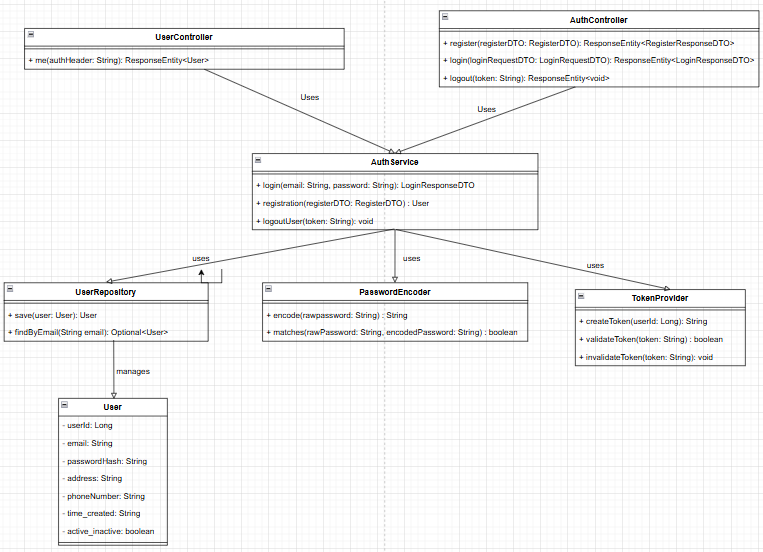 UserController
+ me(authHeader: String): ResponseEntity<User>
AuthController
+ register(registerDTO: RegisterDTO): ResponseEntity<RegisterResponseDTO>
+ login(loginRequestDTO: LoginRequestDTO): ResponseEntity<LoginResponseDTO>
+ logout(token: String): ResponseEntity<void>
Uses
Uses
AuthService
+ login(email: String, password: String): LoginResponseDTO
+ registration(registerDTO: RegisterDTO) : User
+ logoutUser(token: String): void
uses
uses
uses
UserRepository
+ save(user: User): User
+ findByEmail(String email): Optional<User>
PasswordEncoder
+ encode(rawpassword: String) : String
+ matches(rawPassword: String, encodedPassword: String) : boolean
TokenProvider
+ createToken(userId: Long): String
+ validateToken(token: String) : boolean
+ invalidateToken(token: String): void
manages
User
- userId: Long
- email: String
- passwordHash: String
- address: String
- phoneNumber: String
- time_created: String
- active_inactive: boolean